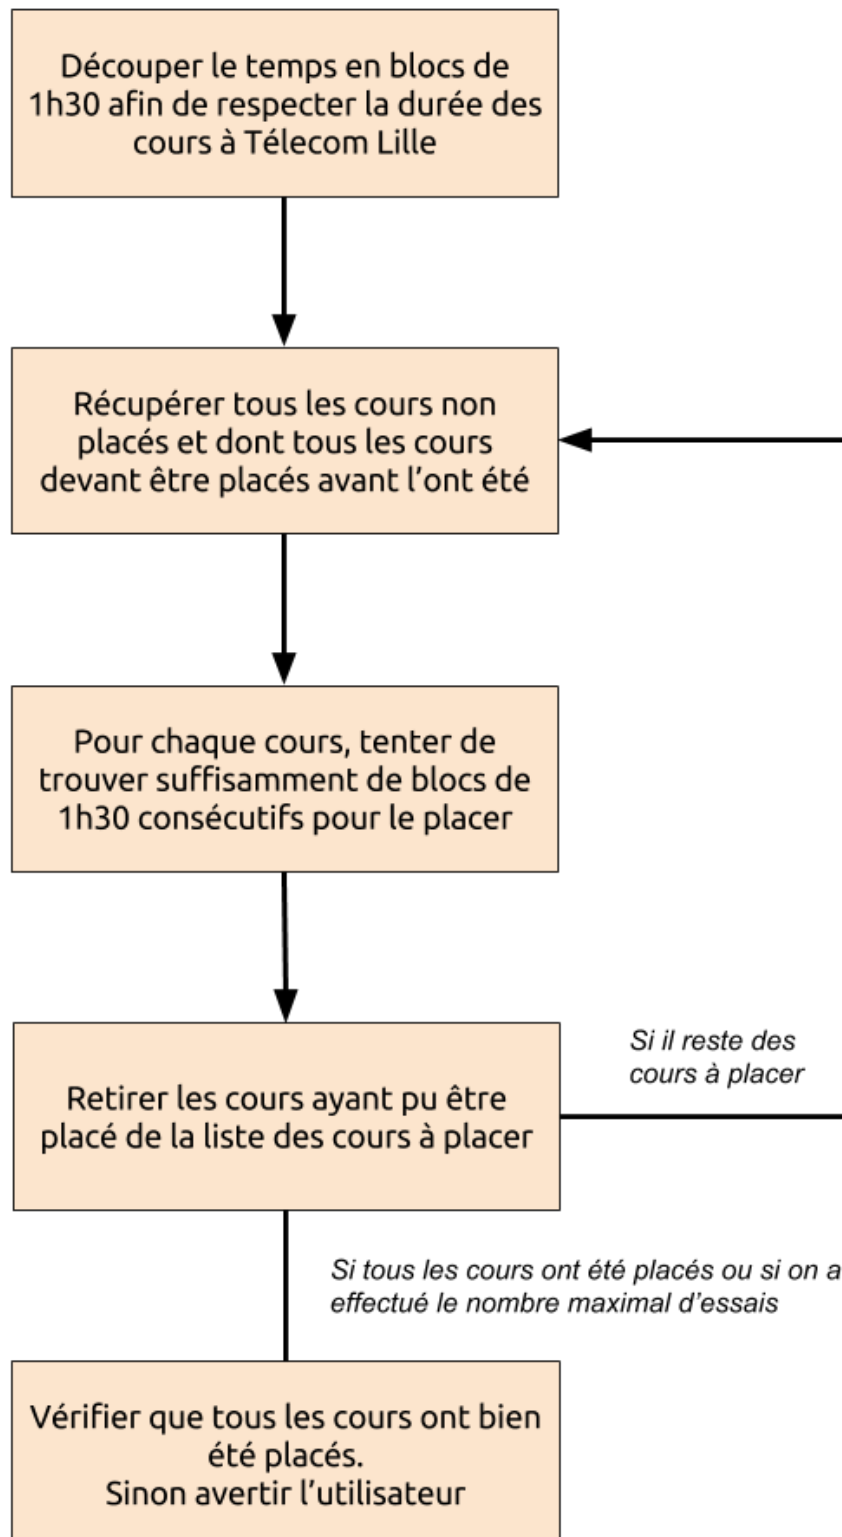 Découper le temps en blocs de
1h30 afin de respecter la durée des
cours à Télecom Lille
Récupérer tous les cours non
placés et dont tous les cours
devant être placés avant l’ont été
Pour chaque cours, tenter de
trouver suffisamment de blocs de
1h30 consécutifs pour le placer
Si il reste des
cours à placer
Retirer les cours ayant pu être
placé de la liste des cours à placer
Si tous les cours ont été placés ou si on a
effectué le nombre maximal d’essais
Vérifier que tous les cours ont bien
été placés.
Sinon avertir l’utilisateur